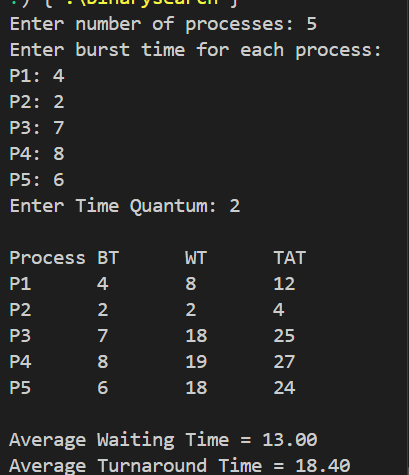 Enter number of processes: 5
Enter burst time for each process:
P1: 4
P2: 2
P3: 7
P4: 8
P5: 6
Enter Time Quantum: 2
Process BT WT TAT
P1 4 8 12
P2 2 2 4
P3 7 18 25
P4 8 19 27
P5 6 18 24
Average Waiting Time = 13.00
Average Turnaround Time = 18.40